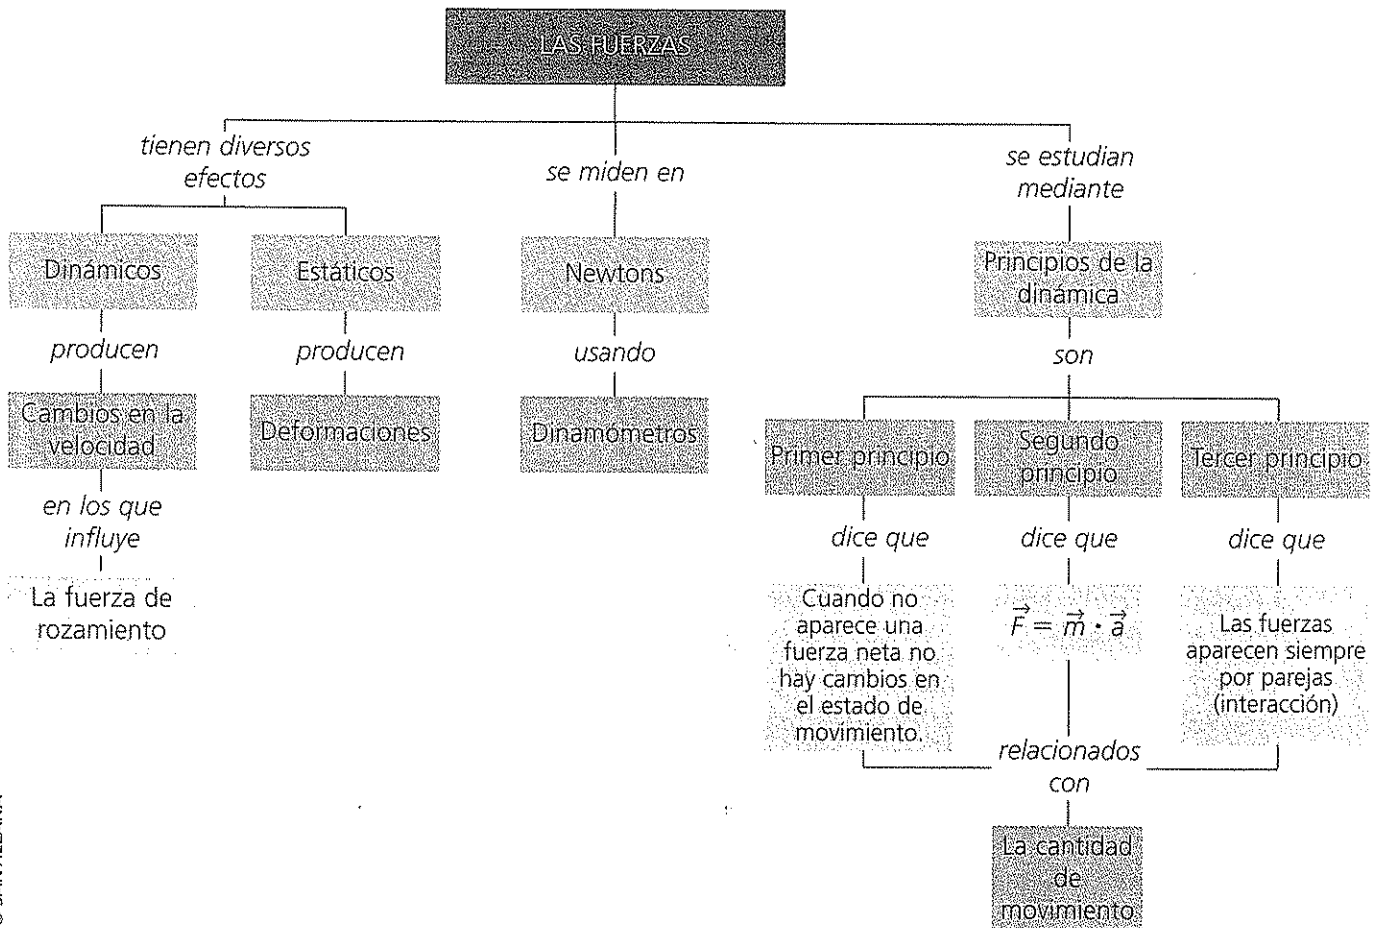 LAS FUERZAS
tienen diversos
efectos
se miden en
se estudian
mediante
Dinámicos
Estáticos
Newtons
Principios de la
dinámica
producen
producen
usando
son
Cambios en la
velocidad
Deformaciones
Dinamómetros
Primer principio
Segundo
principio
Tercer principio
en los que
influye
dice que
dice que
dice que
La fuerza de
rozamiento
Cuando no
aparece una
fuerza neta no
hay cambios en
el estado de
movimiento.
F⃗ = m⃗ · a⃗
Las fuerzas
aparecen siempre
por parejas
(interacción)
relacionados
con
La cantidad
de
movimiento